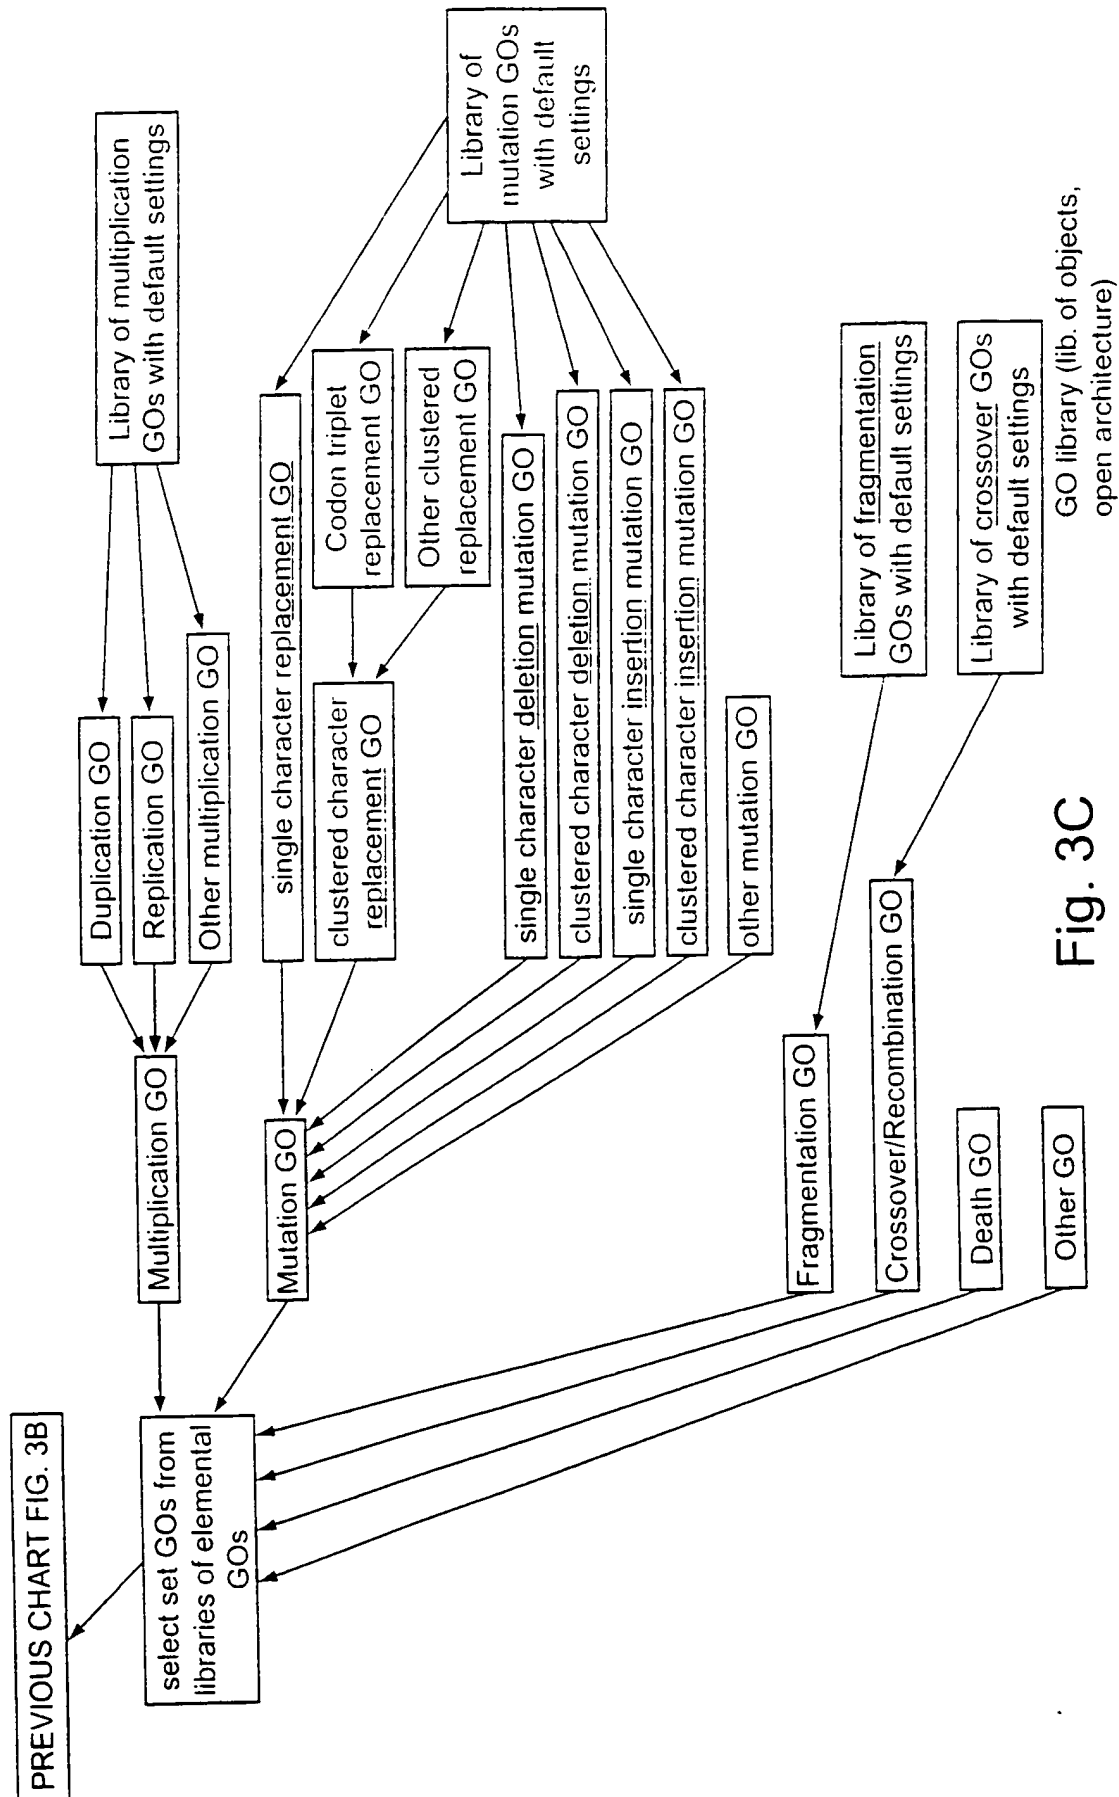 PREVIOUS CHART FIG. 3B
select set GOs from
libraries of elemental
GOs
Multiplication GO
Duplication GO
Replication GO
Other multiplication GO
Library of multiplication
GOs with default settings
Mutation GO
single character replacement GO
clustered character
replacement GO
Codon triplet
replacement GO
Other clustered
replacement GO
single character deletion mutation GO
clustered character deletion mutation GO
single character insertion mutation GO
clustered character insertion mutation GO
other mutation GO
Library of
mutation GOs
with default
settings
Fragmentation GO
Library of fragmentation
GOs with default settings
Crossover/Recombination GO
Library of crossover GOs
with default settings
Death GO
Other GO
GO library (lib. of objects,
open architecture)
Fig. 3C